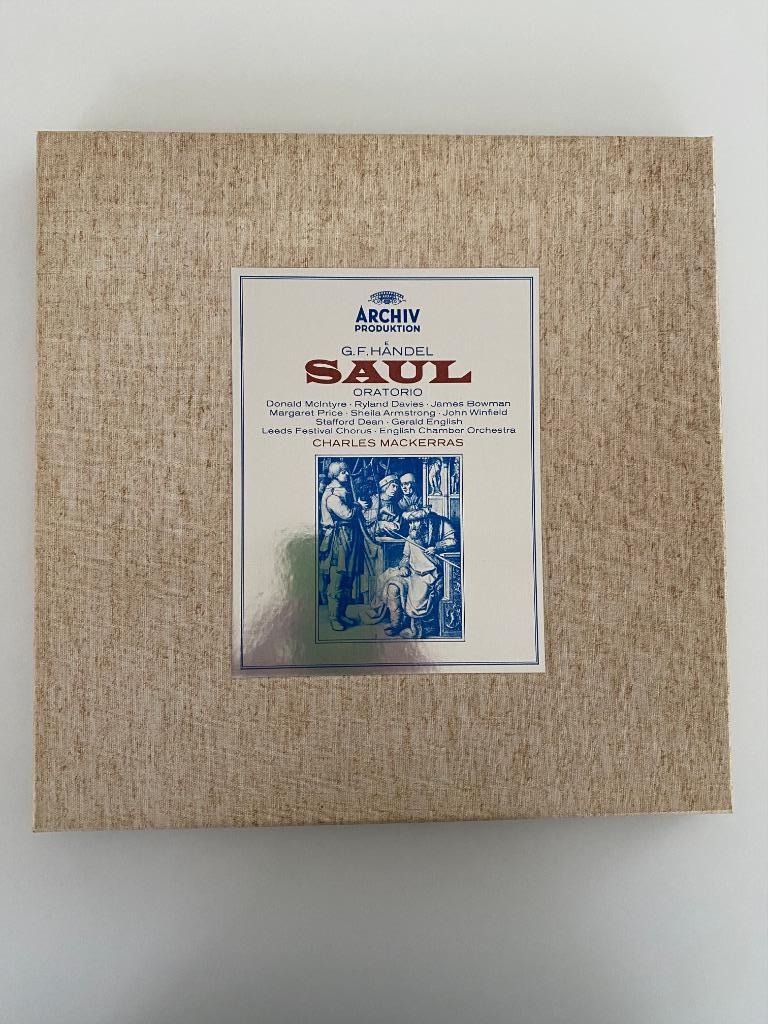 ARCHIV
PRODUKTION
E
G.F.HÄNDEL
SAUL
ORATORIO
Donald McIntyre · Ryland Davies · James Bowman
Margaret Price · Sheila Armstrong · John Winfield
Stafford Dean · Gerald English
Leeds Festival Chorus · English Chamber Orchestra
CHARLES MACKERRAS